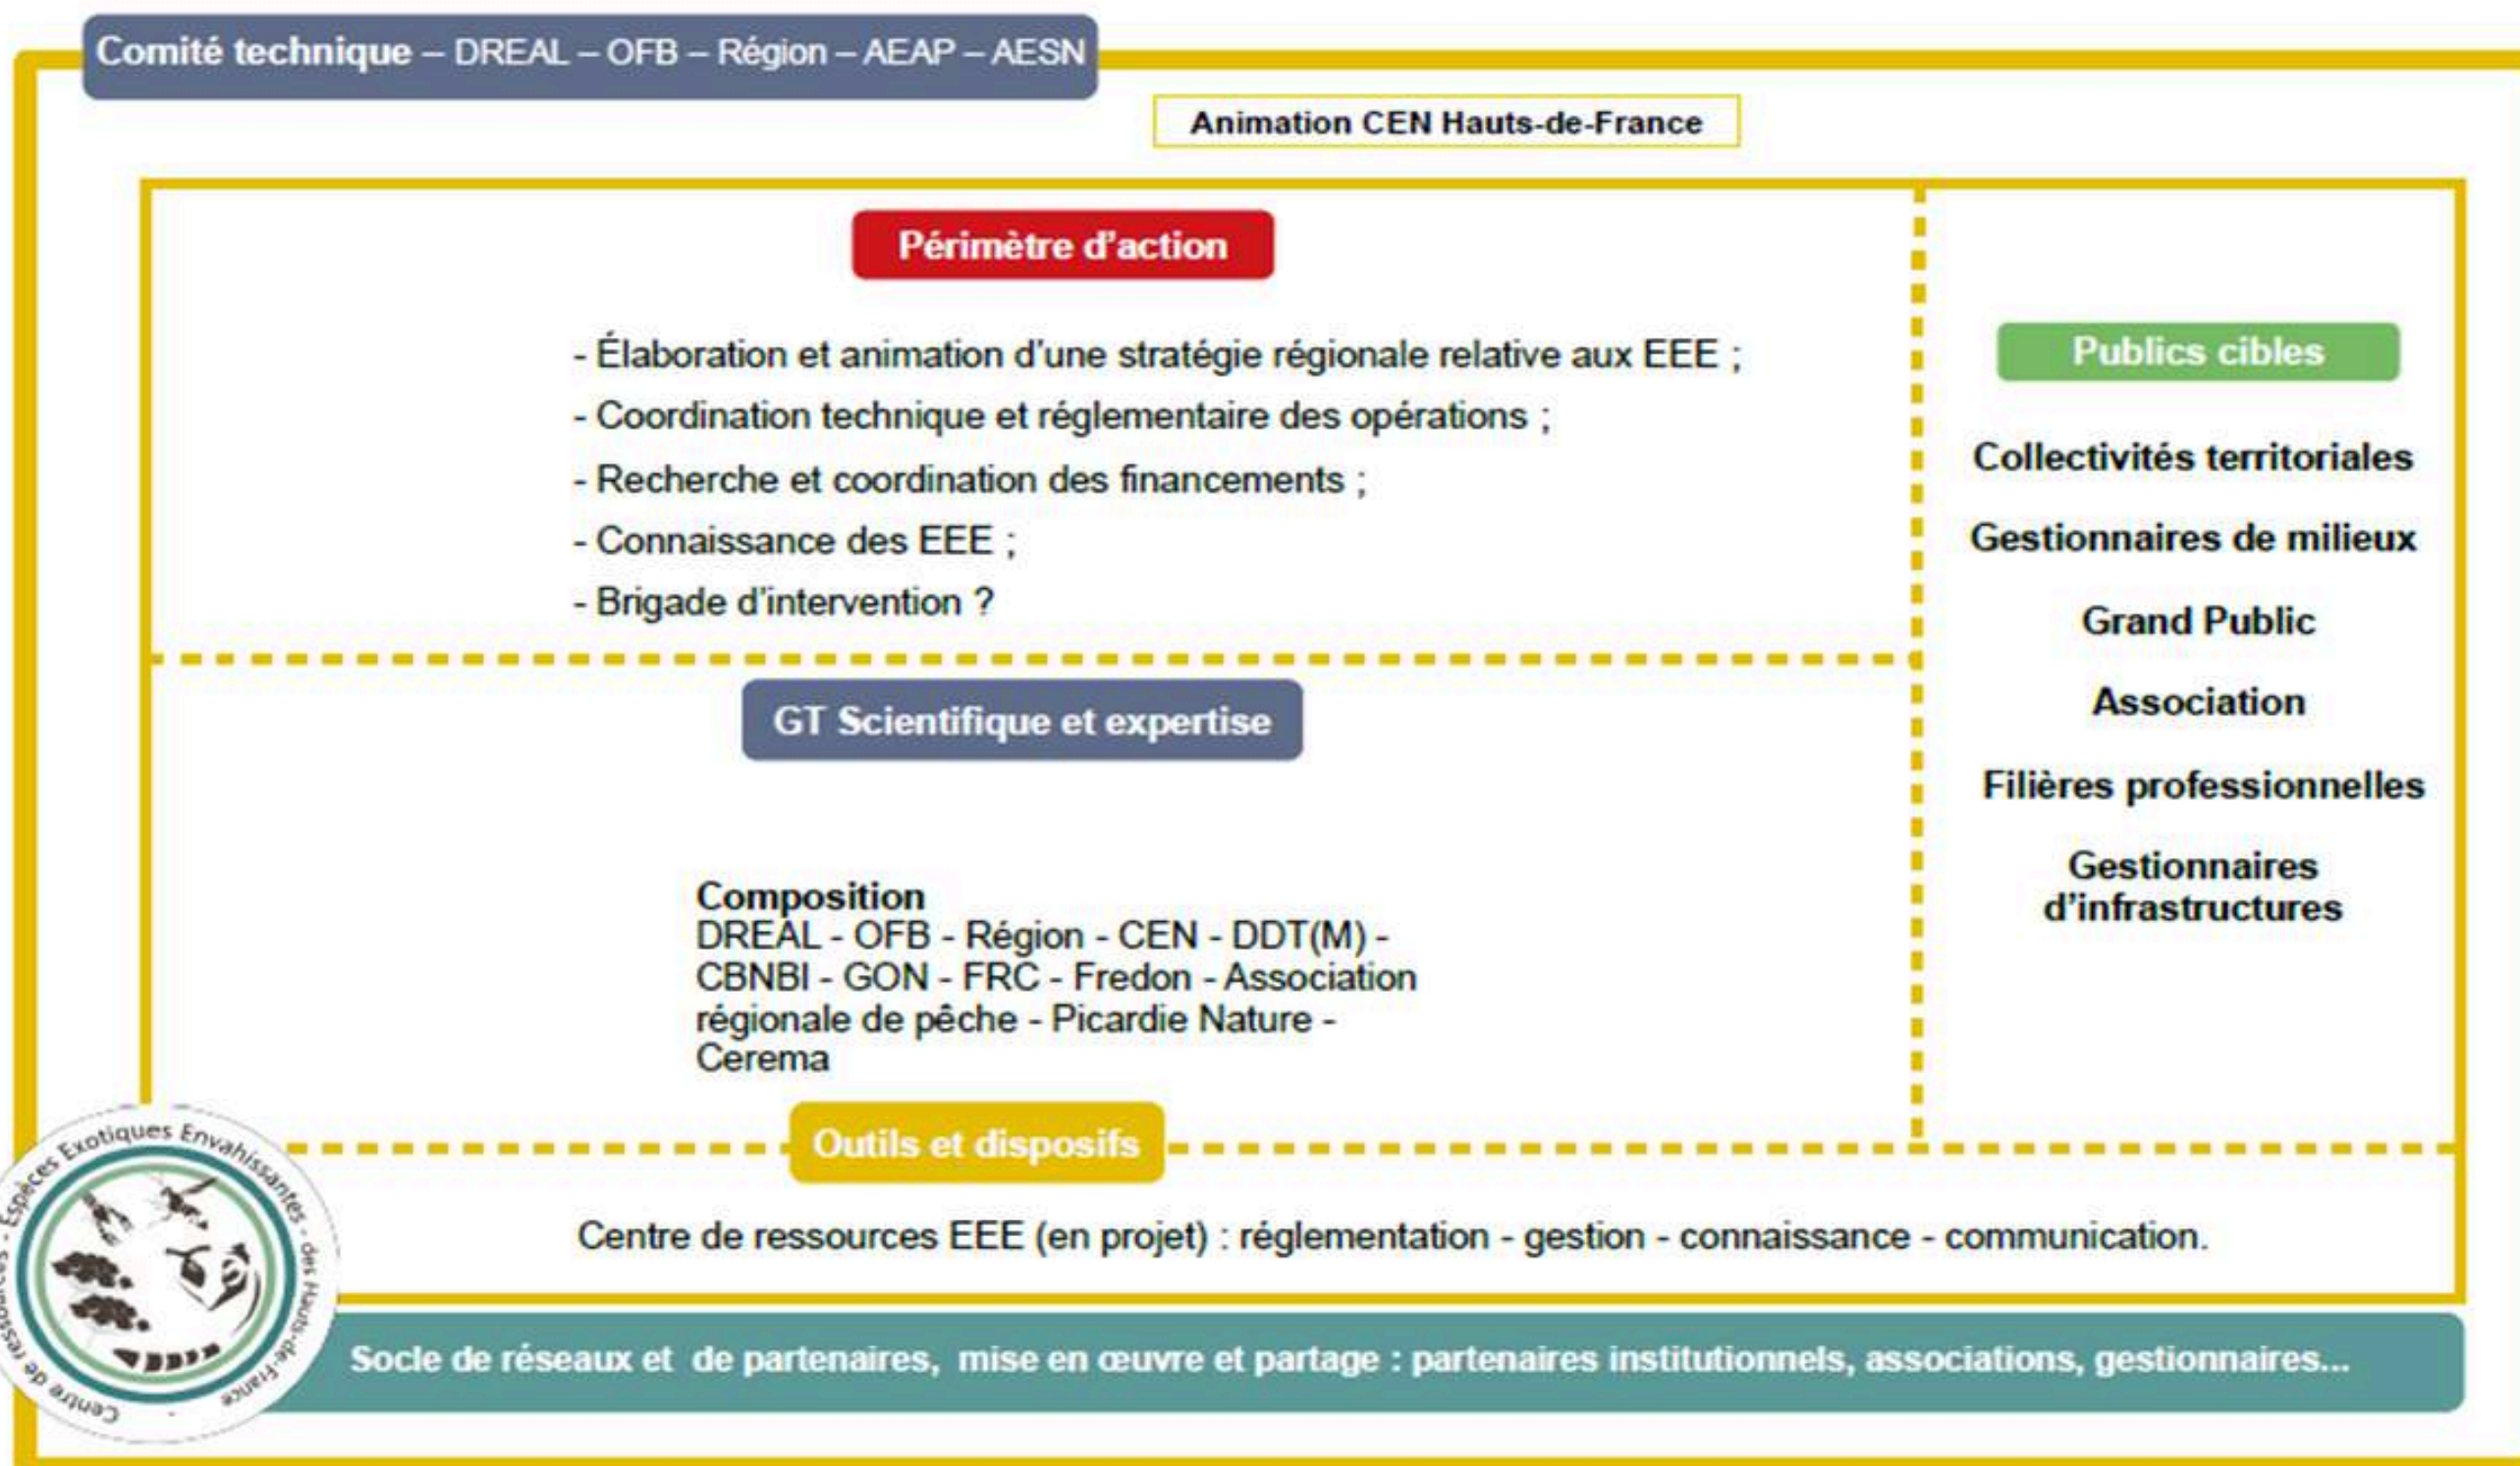 Comité technique – DREAL – OFB – Région – AEAP – AESN
Animation CEN Hauts-de-France
Périmètre d'action
- Élaboration et animation d'une stratégie régionale relative aux EEE ;
- Coordination technique et réglementaire des opérations ;
- Recherche et coordination des financements ;
- Connaissance des EEE ;
- Brigade d'intervention ?
Publics cibles
Collectivités territoriales
Gestionnaires de milieux
Grand Public
Association
Filières professionnelles
Gestionnaires
d'infrastructures
GT Scientifique et expertise
Composition
DREAL - OFB - Région - CEN - DDT(M) -
CBNBI - GON - FRC - Fredon - Association
régionale de pêche - Picardie Nature -
Cerema
Outils et disposifs
Centre de ressources EEE (en projet) : réglementation - gestion - connaissance - communication.
Centre de ressources - Espèces Exotiques Envahissantes - des Hauts-de-France -
Socle de réseaux et de partenaires, mise en œuvre et partage : partenaires institutionnels, associations, gestionnaires...